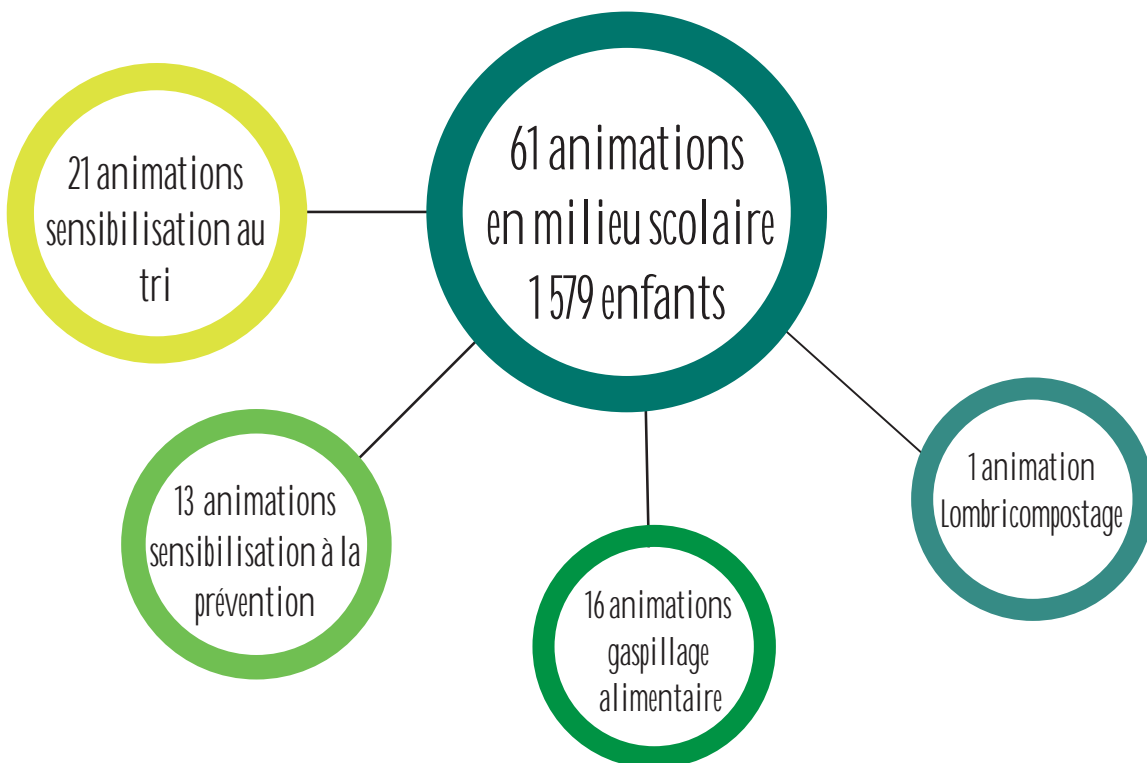 61 animations
en milieu scolaire
1 579 enfants
21 animations
sensibilisation au
tri
13 animations
sensibilisation à la
prévention
16 animations
gaspillage
alimentaire
1 animation
Lombricompostage